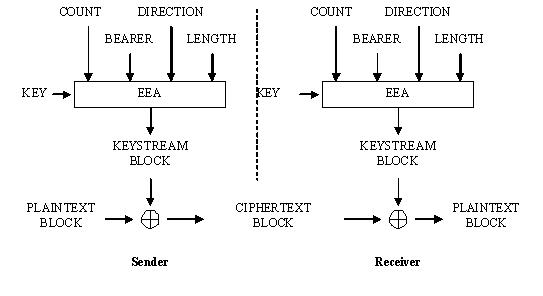 COUNT DIRECTION COUNT DIRECTION
BEARER LENGTH BEARER LENGTH
KEY EEA KEY EEA
KEYSTREAM KEYSTREAM
BLOCK BLOCK
PLAINTEXT CIPHERTEXT PLAINTEXT
BLOCK BLOCK BLOCK
Sender Receiver